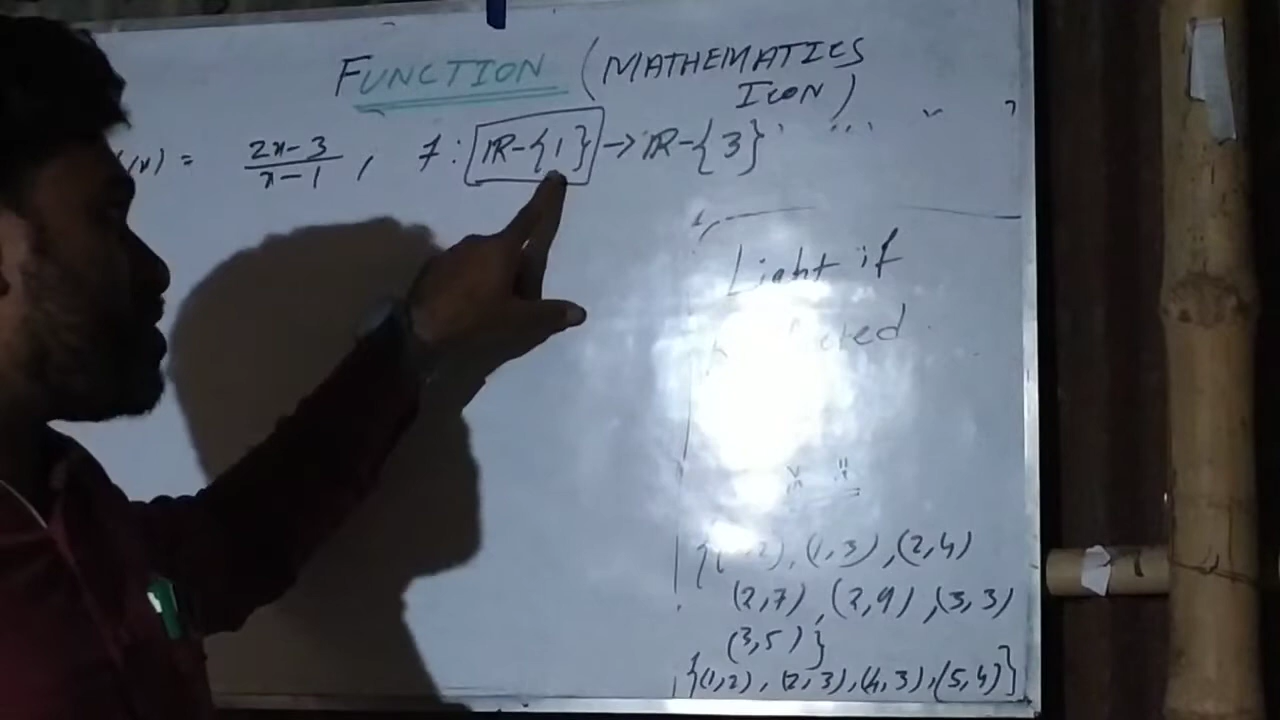 FUNCTION (MATHEMATICS
ICON)
(x) = 2x-3/x-1, f: IR-{1} → IR-{3}
Light if
{(1,3),(2,4)
(2,7),(2,9),(3,3)
(3,5)}
{(1,2),(2,3),(4,3),(5,4)}